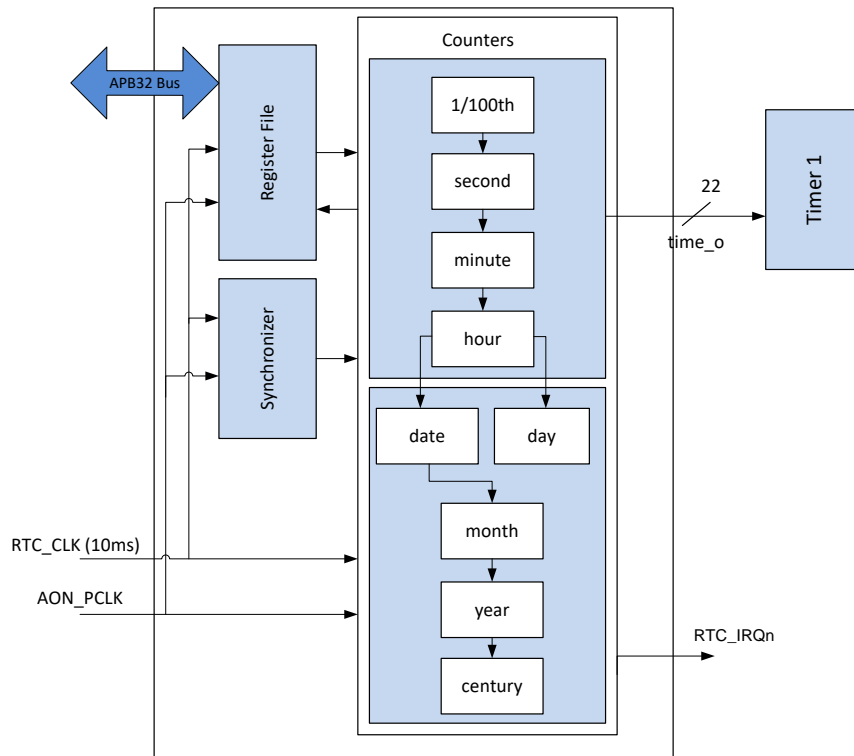 Counters
APB32 Bus
Register File
1/100th
second
minute
hour
22
time_o
Timer 1
Synchronizer
date
day
month
year
century
RTC_CLK (10ms)
AON_PCLK
RTC_IRQn